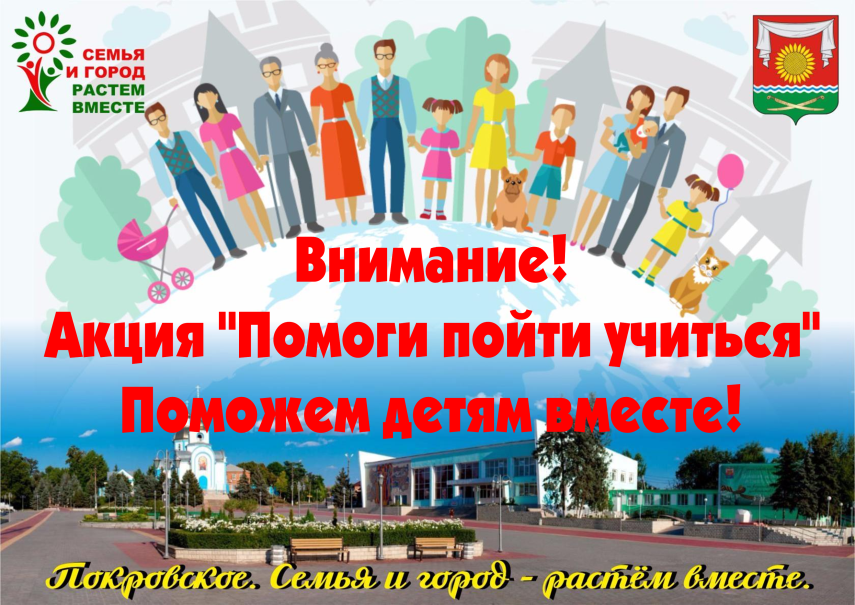 СЕМЬЯ
И ГОРОД
РАСТЕМ
ВМЕСТЕ
Внимание!
Акция "Помоги пойти учиться"
Поможем детям вместе!
Покровское. Семья и город - растём вместе.